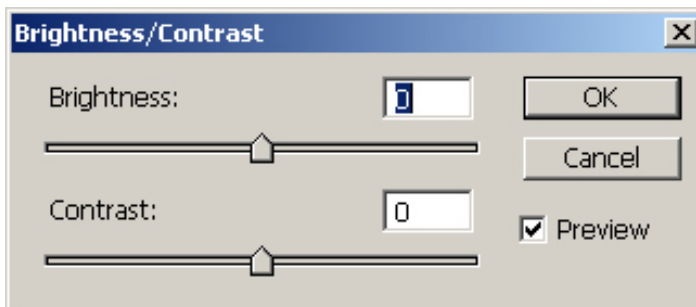 Brightness/Contrast
Brightness: 0
OK
Cancel
Contrast: 0
Preview